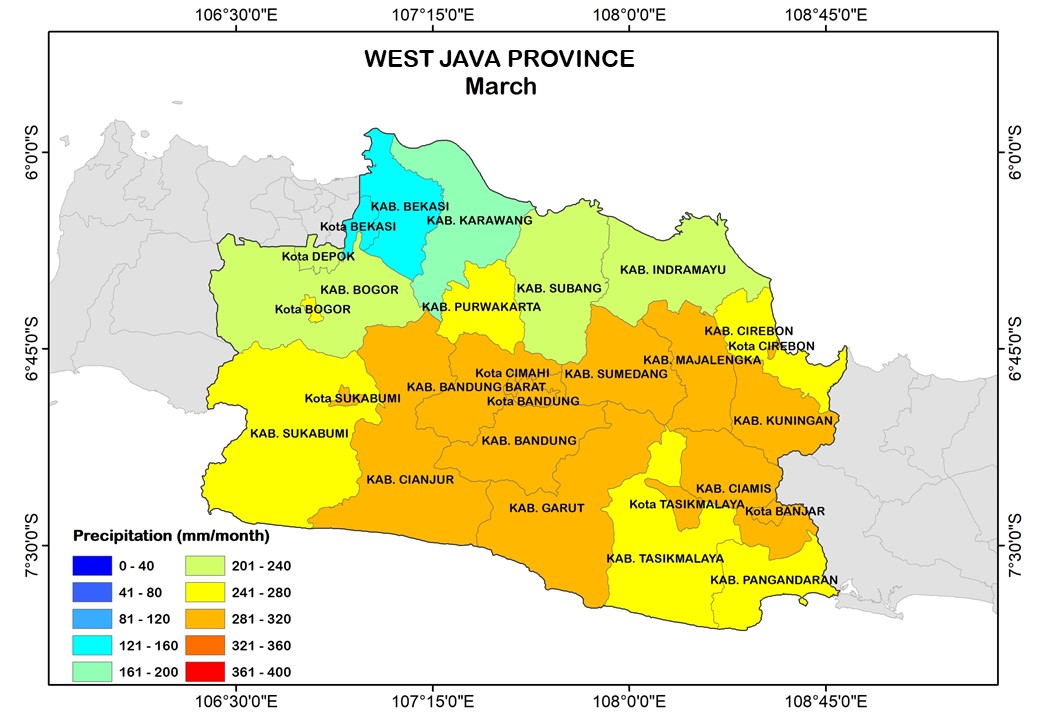 106°30'0"E 107°15'0"E 108°00'0"E 108°45'0"E
WEST JAVA PROVINCE
March
6°0'0"S
6°0'0"S
KAB. BEKASI
KAB. KARAWANG
Kota BEKASI
Kota DEPOK
KAB. INDRAMAYU
KAB. BOGOR
KAB. SUBANG
Kota BOGOR
KAB. PURWAKARTA
KAB. CIREBON
Kota CIREBON
6°45'0"S
6°45'0"S
KAB. MAJALENGKA
Kota CIMAHI
KAB. SUMEDANG
KAB. BANDUNG BARAT
Kota SUKABUMI
Kota BANDUNG
KAB. KUNINGAN
KAB. SUKABUMI
KAB. BANDUNG
KAB. CIANJUR
KAB. CIAMIS
Kota TASIKMALAYA
KAB. GARUT
Kota BANJAR
7°30'0"S
7°30'0"S
KAB. TASIKMALAYA
KAB. PANGANDARAN
Precipitation (mm/month)
0 - 40 201 - 240
41 - 80 241 - 280
81 - 120 281 - 320
121 - 160 321 - 360
161 - 200 361 - 400
106°30'0"E 107°15'0"E 108°00'0"E 108°45'0"E